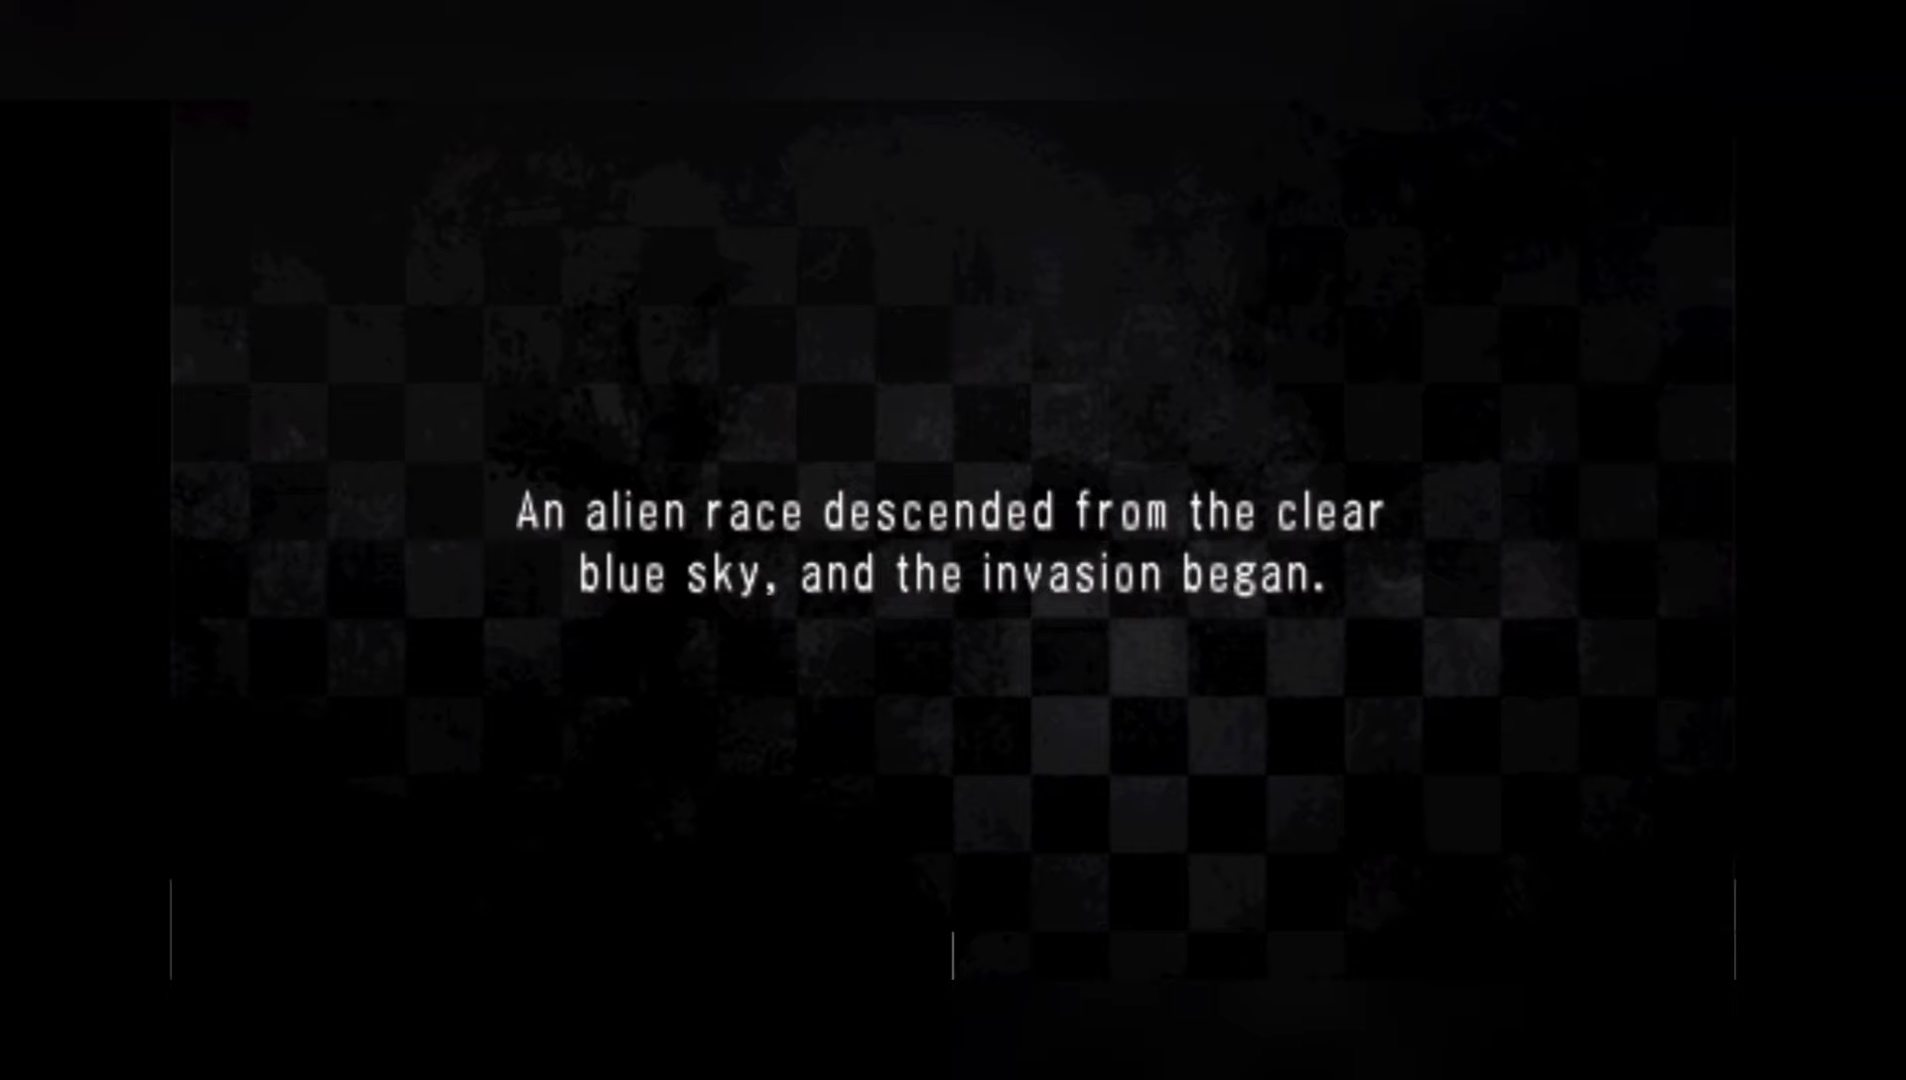 An alien race descended from the clear
blue sky, and the invasion began.